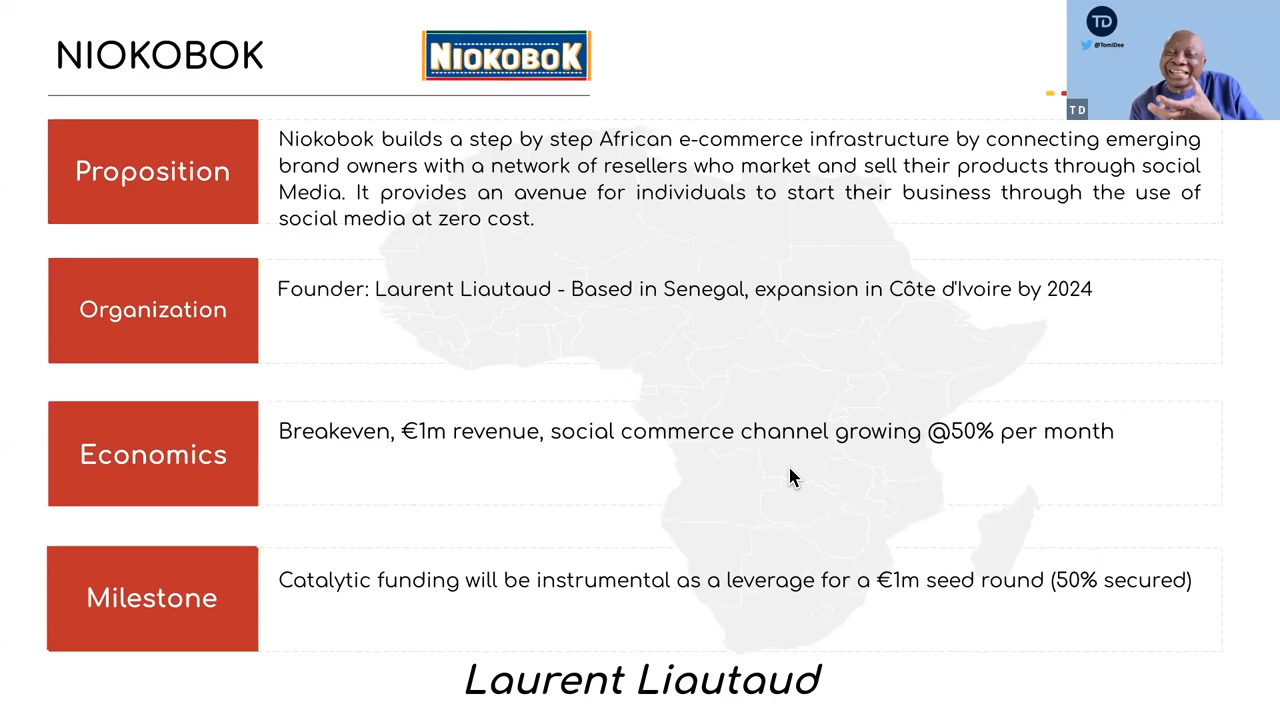 NIOKOBOK
NIOKOBOK
TD
@TomiDee
TD
Proposition
Niokobok builds a step by step African e-commerce infrastructure by connecting emerging
brand owners with a network of resellers who market and sell their products through social
Media. It provides an avenue for individuals to start their business through the use of
social media at zero cost.
Organization
Founder: Laurent Liautaud - Based in Senegal, expansion in Côte d'Ivoire by 2024
Economics
Breakeven, €1m revenue, social commerce channel growing @50% per month
Milestone
Catalytic funding will be instrumental as a leverage for a €1m seed round (50% secured)
Laurent Liautaud